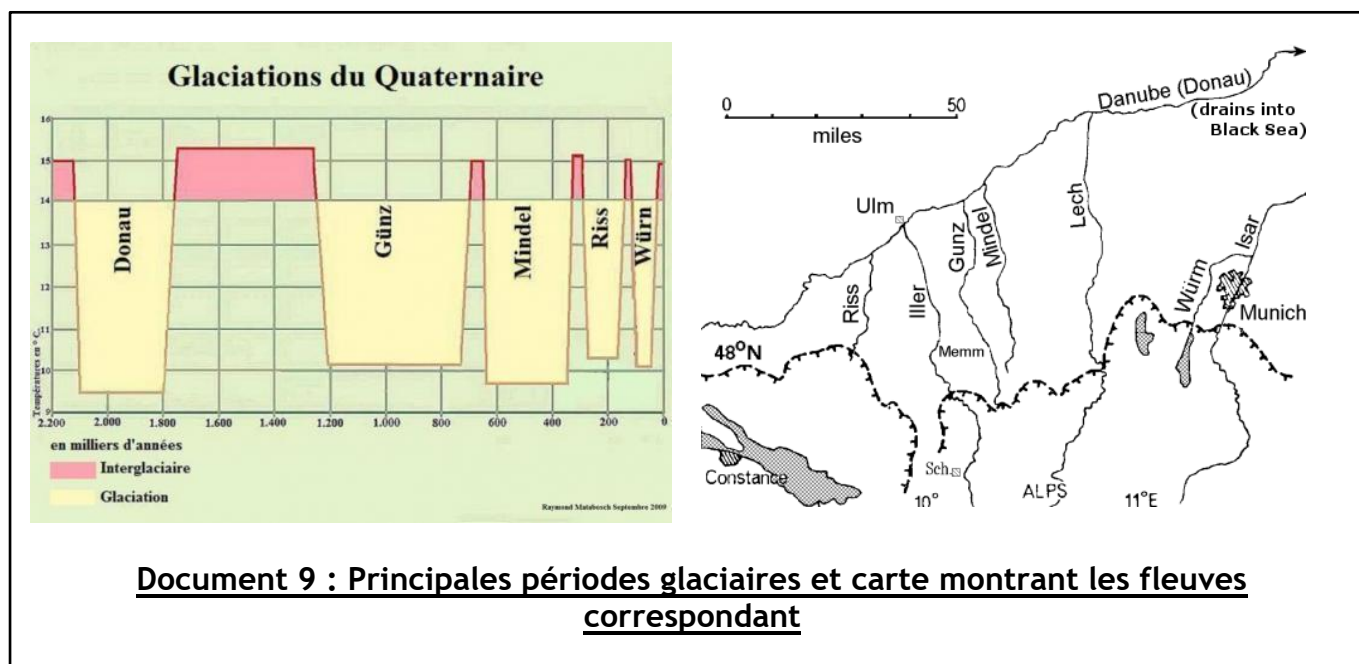 Glaciations du Quaternaire
16
15
14
13
12
11
10
9
Températures en ° C.
Donau
Günz
Mindel
Riss
Würn
2.200
2.000
1.800
1.600
1.400
1.200
1.000
800
600
400
200
0
en milliers d'années
Interglaciaire
Glaciation
Raymond Matabosch Septembre 2009
0
50
miles
Danube (Donau)
(drains into
Black Sea)
Ulm
Riss
Iller
Gunz
Mindel
Lech
Würm
Isar
Munich
48°N
Memm
Constance
Sch.
10°
ALPS
11°E
Document 9 : Principales périodes glaciaires et carte montrant les fleuves
correspondant